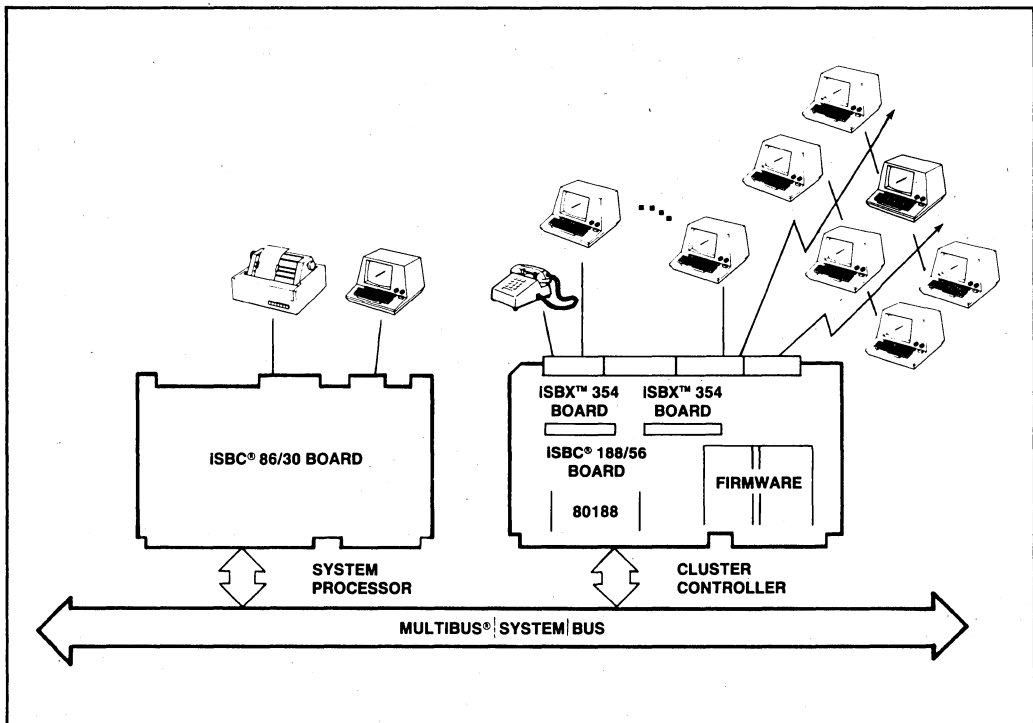 iSBX™ 354
BOARD
iSBX™ 354
BOARD
iSBC® 86/30 BOARD
iSBC® 188/56
BOARD
FIRMWARE
80188
SYSTEM
PROCESSOR
CLUSTER
CONTROLLER
MULTIBUS® SYSTEM BUS